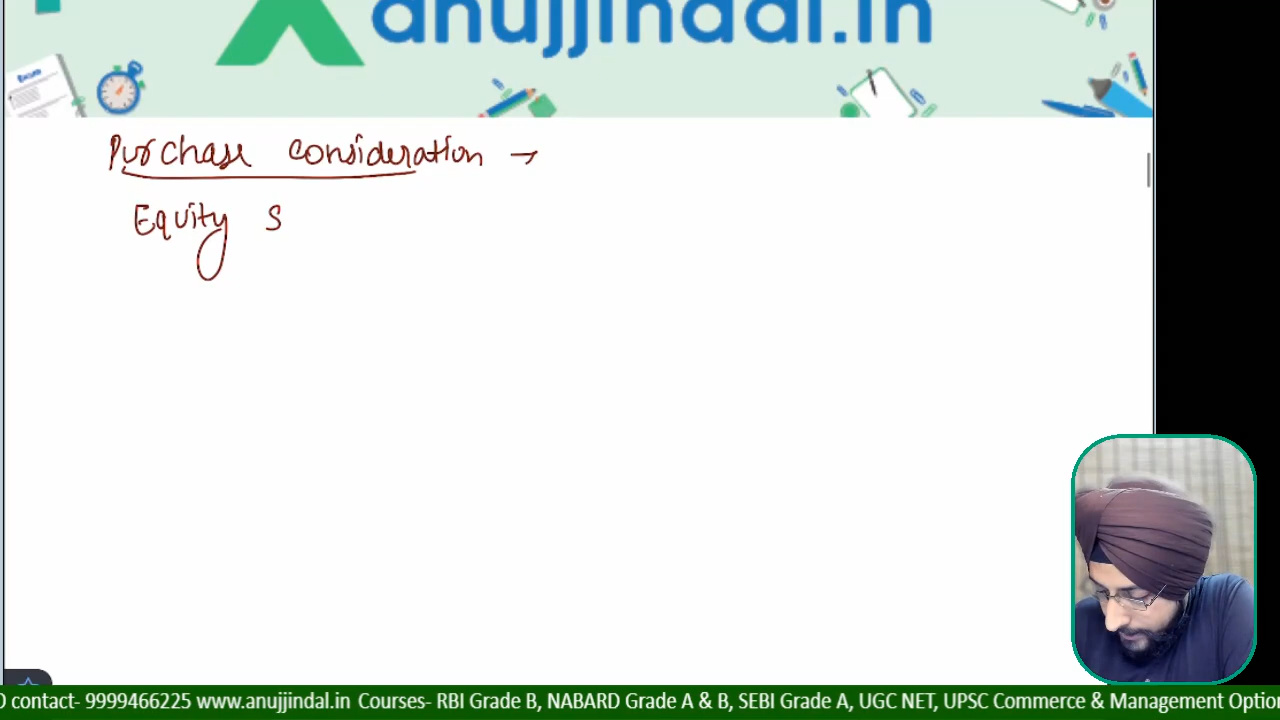 anujjindal.in
Purchase consideration →
Equity S
contact- 9999466225 www.anujjindal.in Courses- RBI Grade B, NABARD Grade A & B, SEBI Grade A, UGC NET, UPSC Commerce & Management Optio